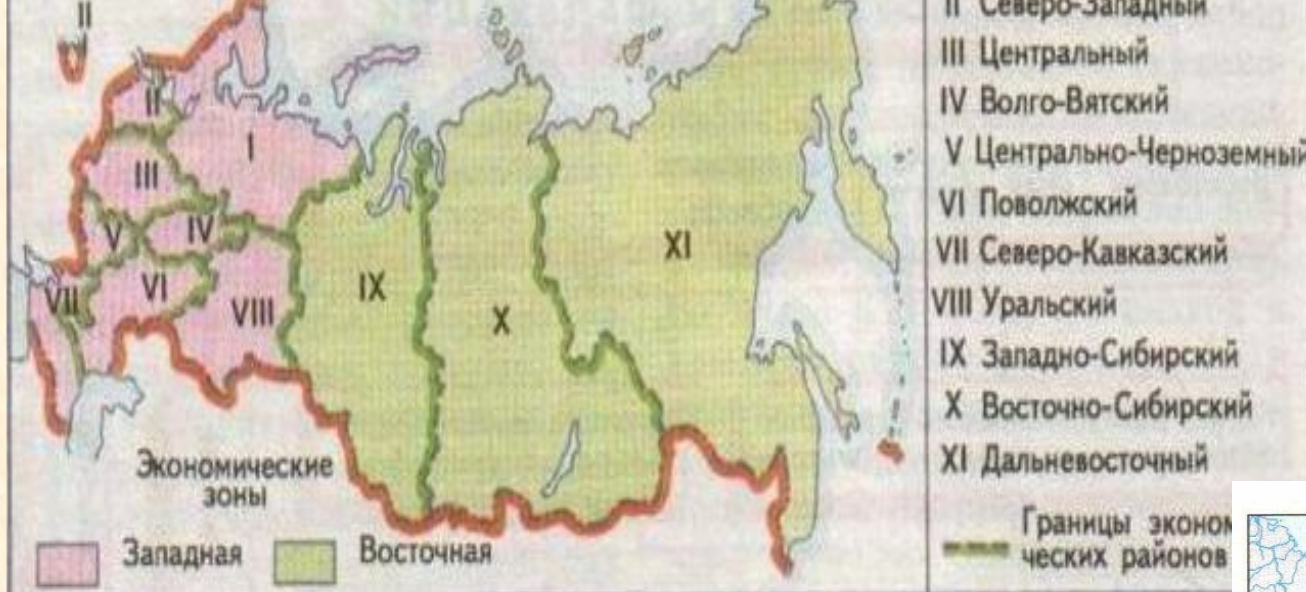 II
II
I
III
V
IV
VII
VI
VIII
IX
X
XI
Экономические
зоны
Западная
Восточная
II Северо-Западный
III Центральный
IV Волго-Вятский
V Центрально-Черноземный
VI Поволжский
VII Северо-Кавказский
VIII Уральский
IX Западно-Сибирский
X Восточно-Сибирский
XI Дальневосточный
Границы эконом
ческих районов